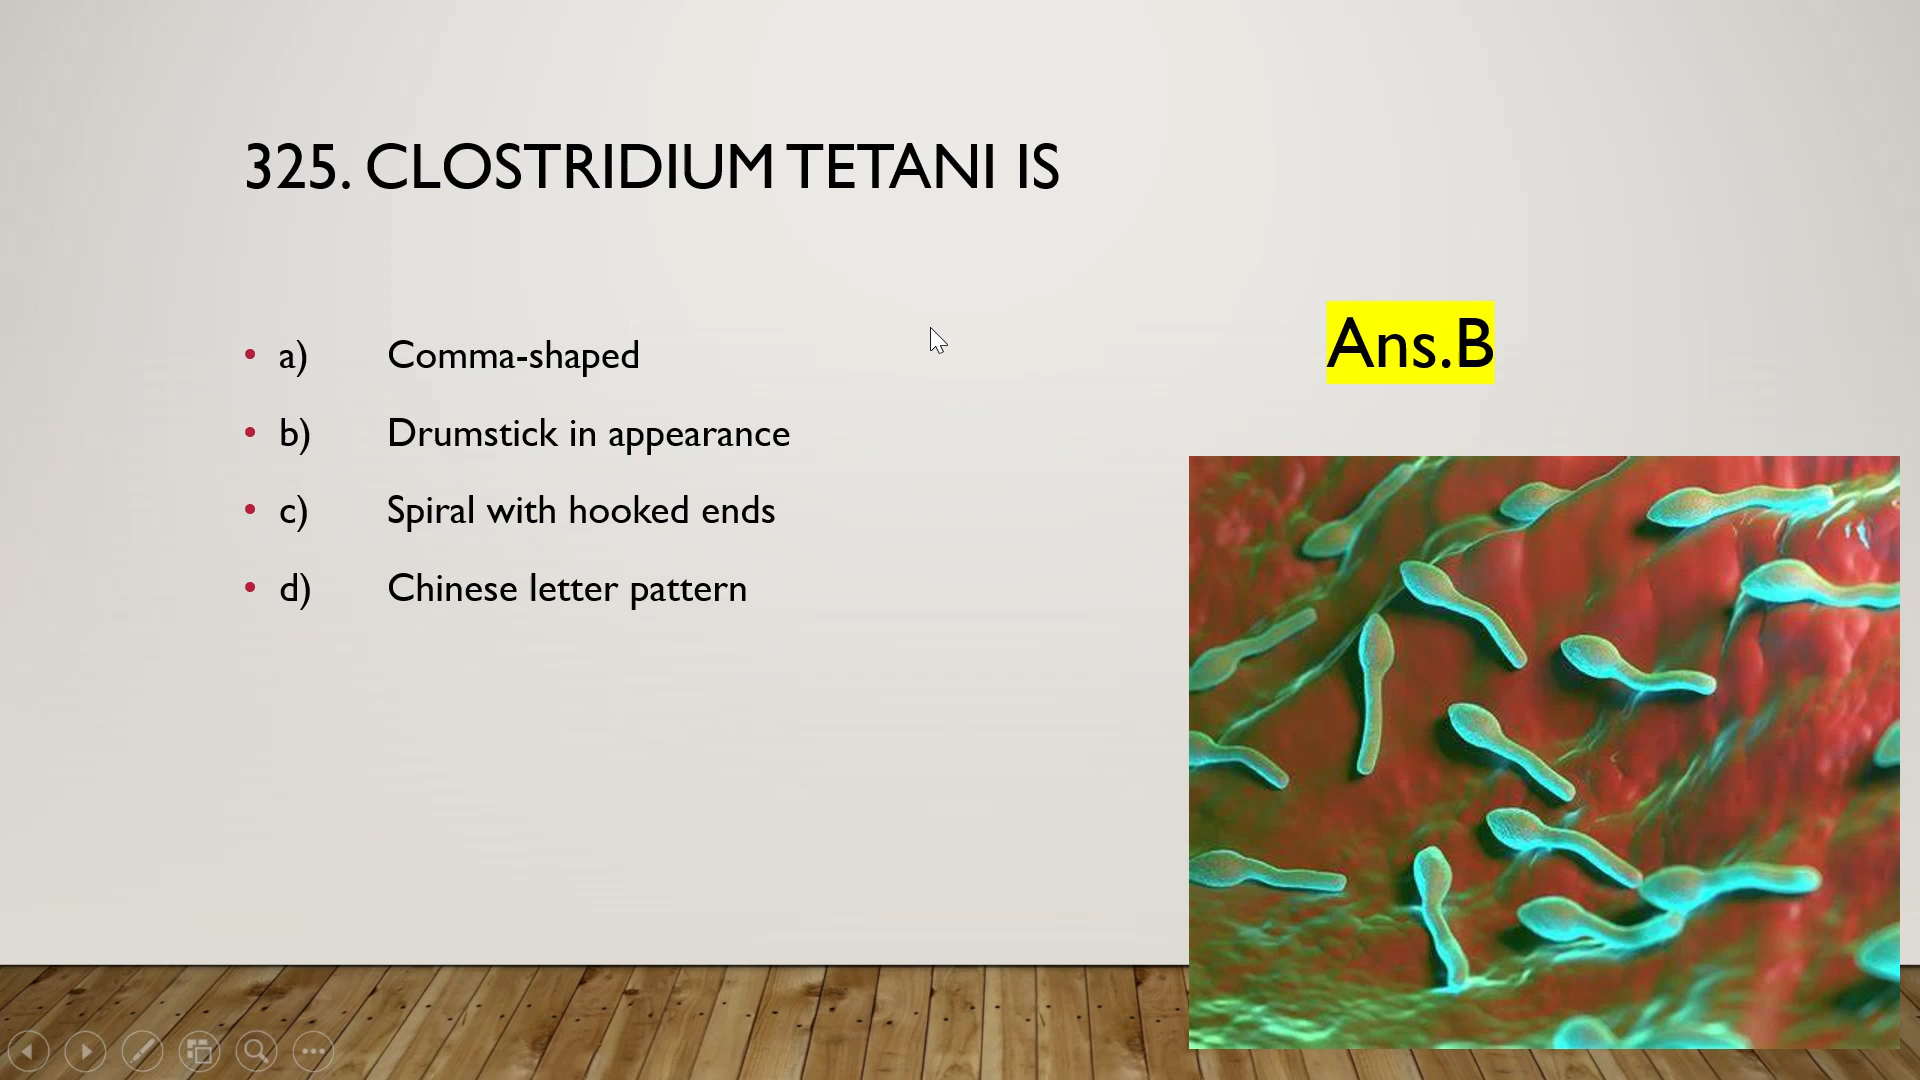 325. CLOSTRIDIUM TETANI IS
a) Comma-shaped
b) Drumstick in appearance
c) Spiral with hooked ends
d) Chinese letter pattern
Ans.B